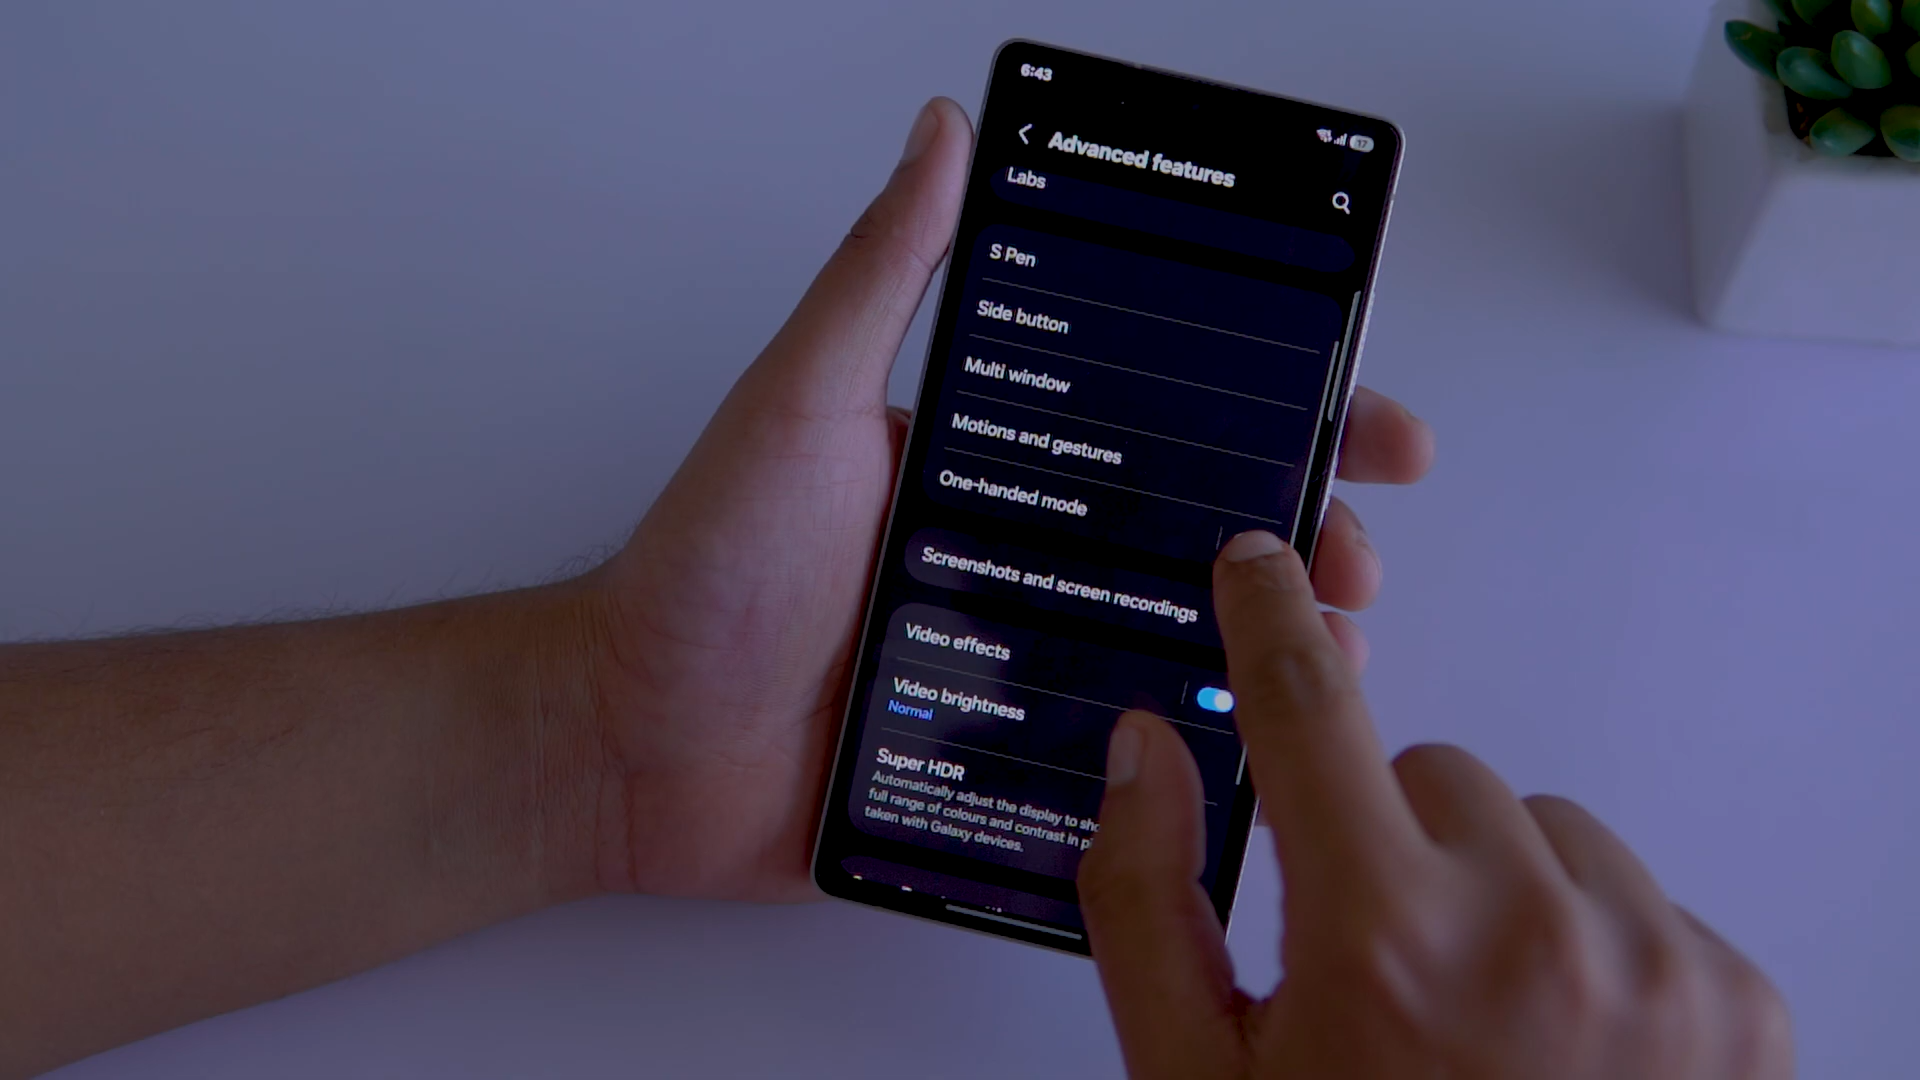 6:43
17
Advanced features
Labs
S Pen
Side button
Multi window
Motions and gestures
One-handed mode
Screenshots and screen recordings
Video effects
Video brightness
Normal
Super HDR
Automatically adjust the display to
full range of colours and contrast in
taken with Galaxy devices.